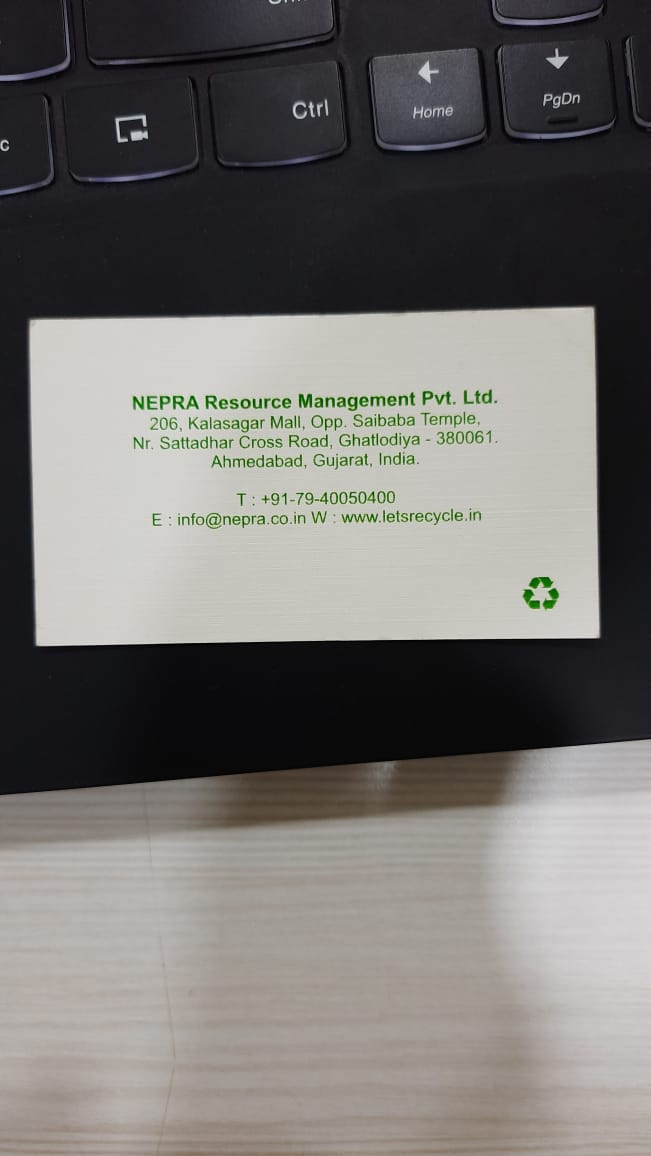 Ctrl
Home
PgDn
c
NEPRA Resource Management Pvt. Ltd.
206, Kalasagar Mall, Opp. Saibaba Temple,
Nr. Sattadhar Cross Road, Ghatlodiya - 380061.
Ahmedabad, Gujarat, India.
T : +91-79-40050400
E : info@nepra.co.in W : www.letsrecycle.in